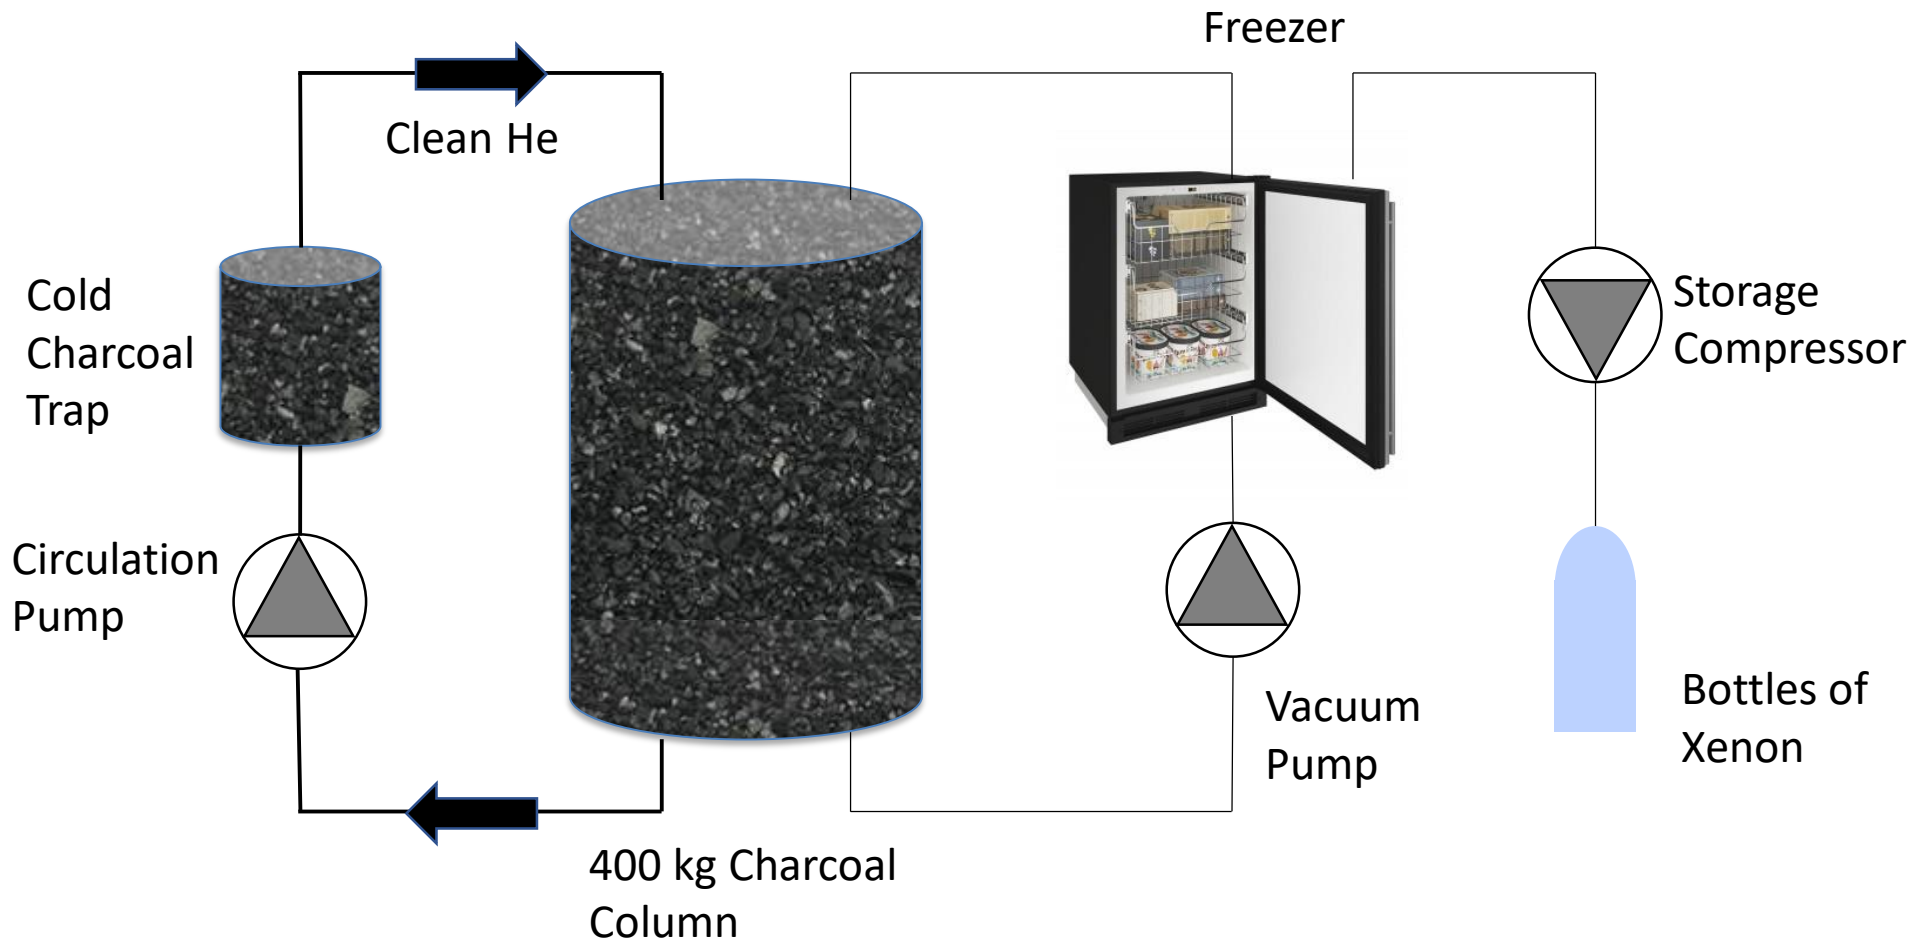 Freezer
Clean He
Cold
Charcoal
Trap
Storage
Compressor
Circulation
Pump
Vacuum
Pump
Bottles of
Xenon
400 kg Charcoal
Column